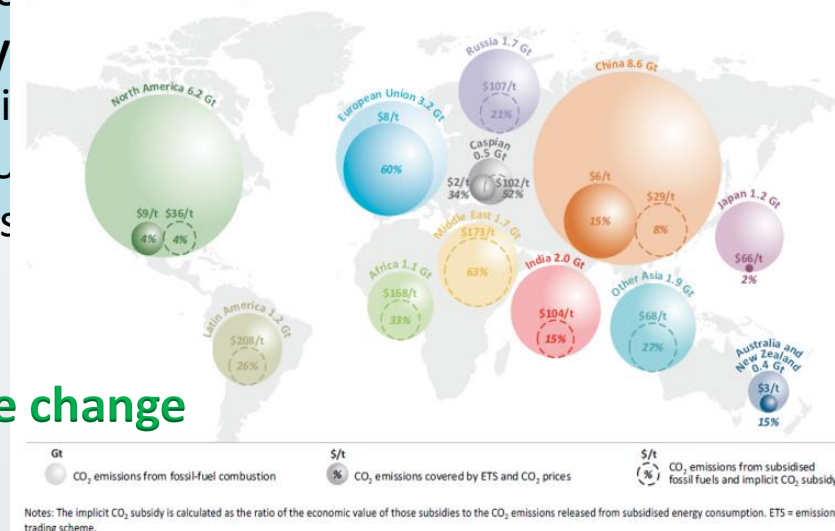 North America 6.2 Gt
$9/t $36/t
4% 4%
European Union 3.2 Gt
$8/t
60%
Russia 1.7 Gt
$107/t
21%
Caspian
0.5 Gt
$2/t $102/t
34% 52%
China 8.6 Gt
$6/t
15%
$29/t
8%
Japan 1.2 Gt
$66/t
2%
Middle East 1.7 Gt
$173/t
63%
Africa 1.1 Gt
$168/t
33%
India 2.0 Gt
$104/t
15%
Other Asia 1.9 Gt
$68/t
27%
Latin America 1.2 Gt
$208/t
26%
Australia and
New Zealand
0.4 Gt
$3/t
15%
e change
Gt
CO₂ emissions from fossil-fuel combustion
$/t
% CO₂ emissions covered by ETS and CO₂ prices
$/t
% CO₂ emissions from subsidised
fossil fuels and implicit CO₂ subsidy
Notes: The implicit CO₂ subsidy is calculated as the ratio of the economic value of those subsidies to the CO₂ emissions released from subsidised energy consumption. ETS = emission
trading scheme.